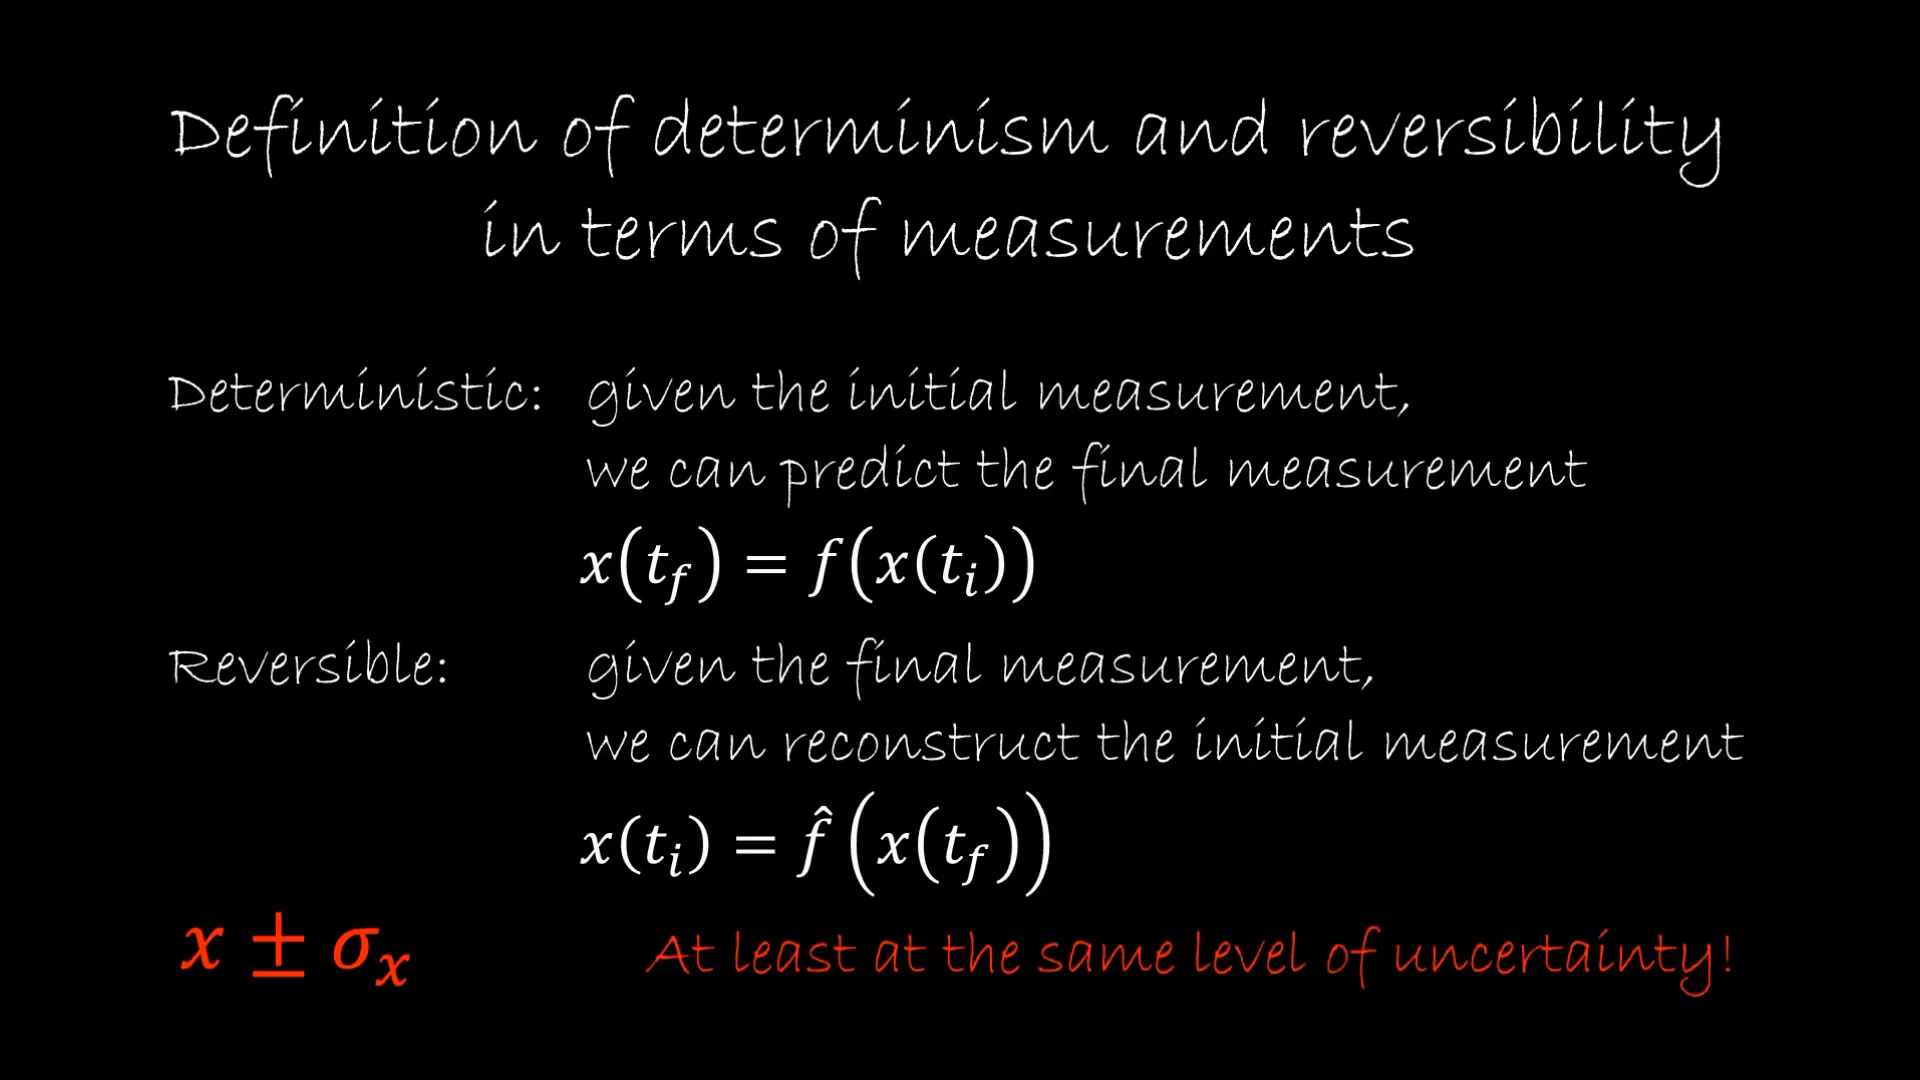 Definition of determinism and reversibility
in terms of measurements
Deterministic: given the initial measurement,
we can predict the final measurement
x(t_f) = f(x(t_i))
Reversible: given the final measurement,
we can reconstruct the initial measurement
x(t_i) = f̂(x(t_f))
x ± σ_x At least at the same level of uncertainty!